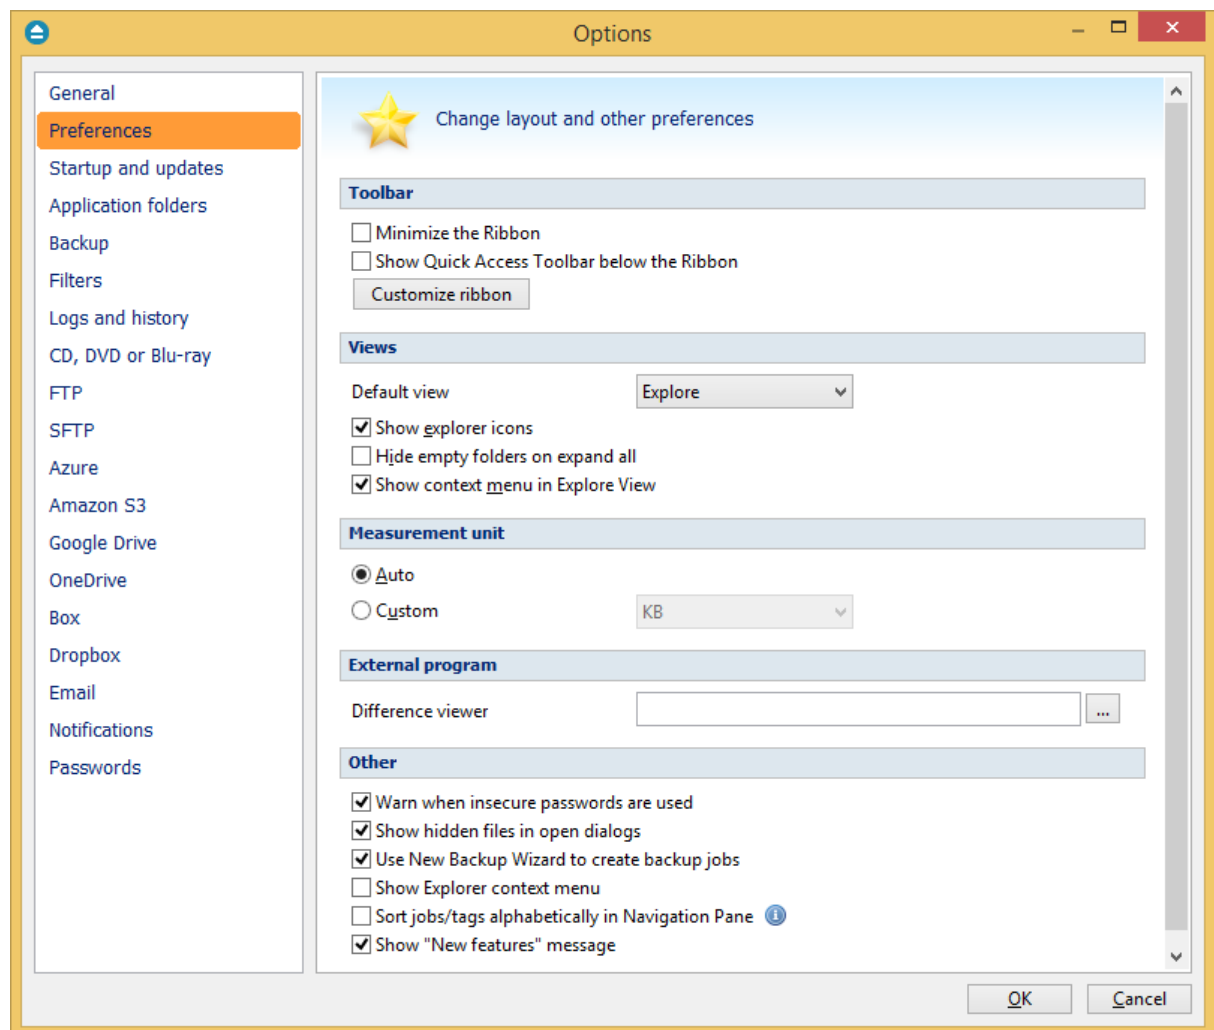 Options
General
Preferences
Startup and updates
Application folders
Backup
Filters
Logs and history
CD, DVD or Blu-ray
FTP
SFTP
Azure
Amazon S3
Google Drive
OneDrive
Box
Dropbox
Email
Notifications
Passwords
Change layout and other preferences
Toolbar
Minimize the Ribbon
Show Quick Access Toolbar below the Ribbon
Customize ribbon
Views
Default view Explore
Show explorer icons
Hide empty folders on expand all
Show context menu in Explore View
Measurement unit
Auto
Custom KB
External program
Difference viewer ...
Other
Warn when insecure passwords are used
Show hidden files in open dialogs
Use New Backup Wizard to create backup jobs
Show Explorer context menu
Sort jobs/tags alphabetically in Navigation Pane
Show "New features" message
OK Cancel